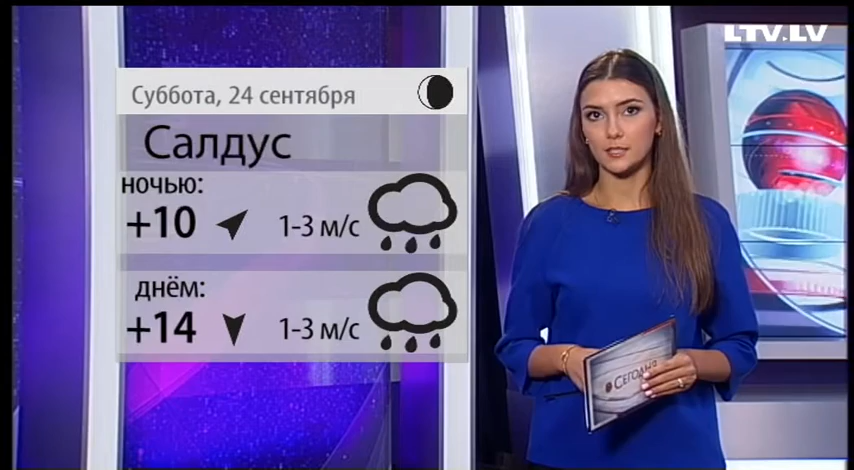 LTV.LV
Суббота, 24 сентября
Салдус
ночью:
+10 1-3 м/с
днём:
+14 1-3 м/с
СЕГОДНЯ